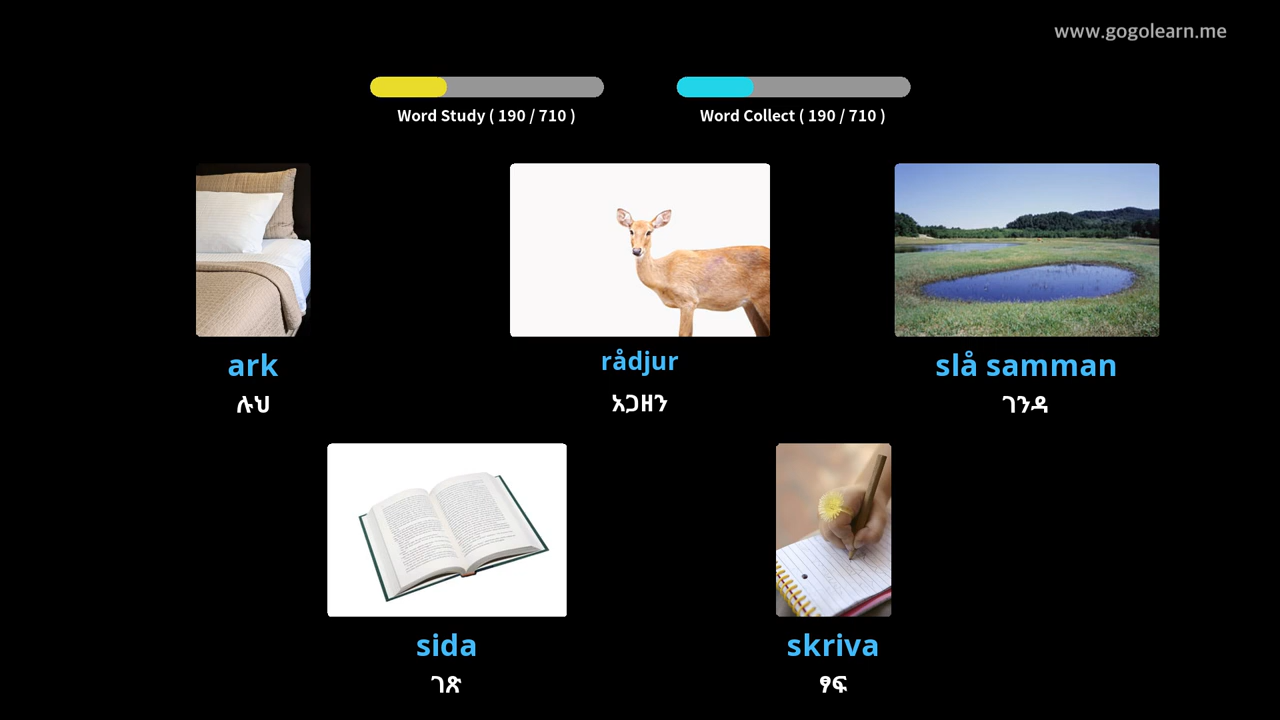 www.gogolearn.me
Word Study ( 190 / 710 )
Word Collect ( 190 / 710 )
ark
ሉህ
rådjur
አጋዘን
slå samman
ገንዳ
sida
ገጽ
skriva
ፃፍ